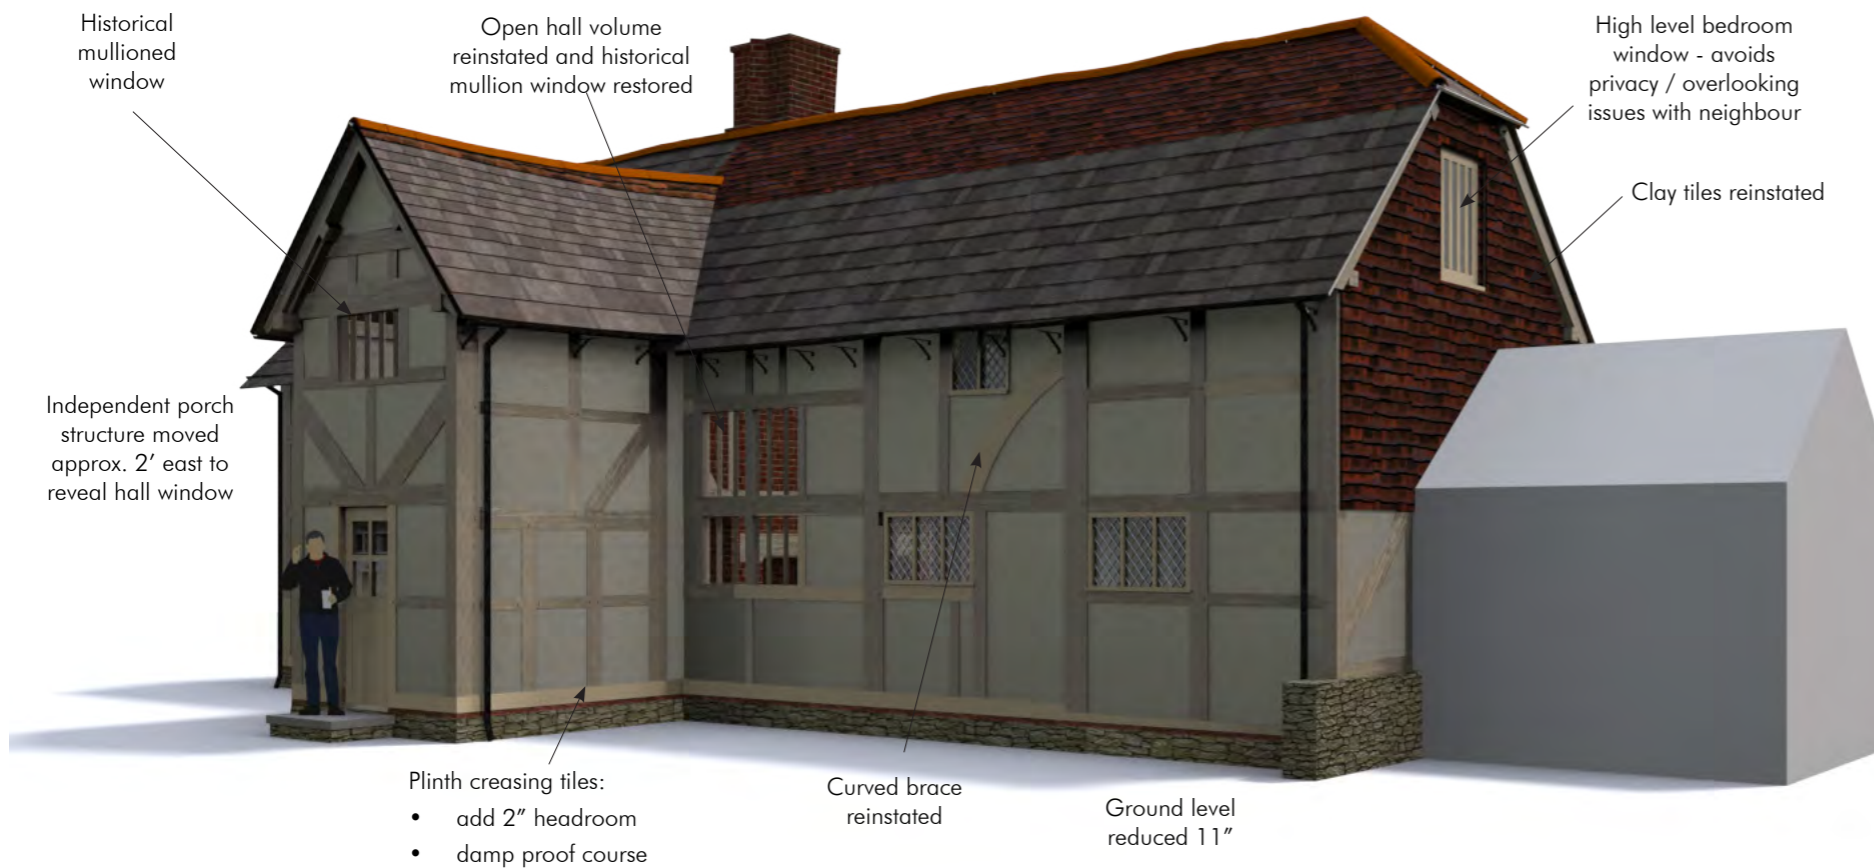 Historical
mullioned
window
Open hall volume
reinstated and historical
mullion window restored
High level bedroom
window - avoids
privacy / overlooking
issues with neighbour
Clay tiles reinstated
Independent porch
structure moved
approx. 2’ east to
reveal hall window
Plinth creasing tiles:
• add 2” headroom
• damp proof course
Curved brace
reinstated
Ground level
reduced 11”